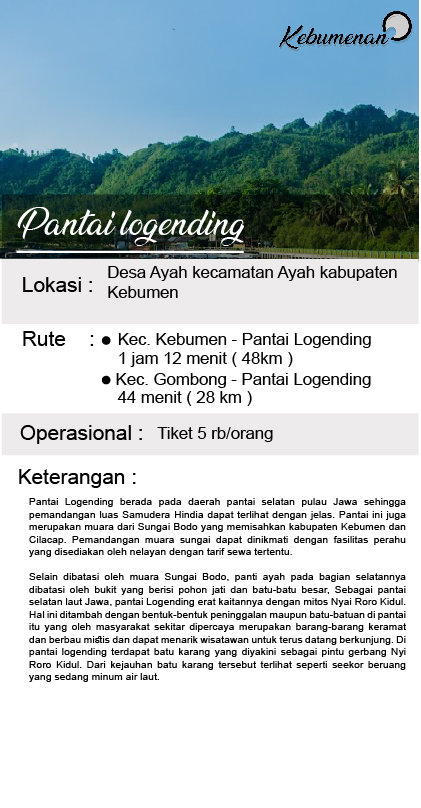 Kebumenan
Pantai logending
Lokasi :
Desa Ayah kecamatan Ayah kabupaten
Kebumen
Rute : ● Kec. Kebumen - Pantai Logending
1 jam 12 menit ( 48km )
● Kec. Gombong - Pantai Logending
44 menit ( 28 km )
Operasional : Tiket 5 rb/orang
Keterangan :
Pantai Logending berada pada daerah pantai selatan pulau Jawa sehingga
pemandangan luas Samudera Hindia dapat terlihat dengan jelas. Pantai ini juga
merupakan muara dari Sungai Bodo yang memisahkan kabupaten Kebumen dan
Cilacap. Pemandangan muara sungai dapat dinikmati dengan fasilitas perahu
yang disediakan oleh nelayan dengan tarif sewa tertentu.
Selain dibatasi oleh muara Sungai Bodo, panti ayah pada bagian selatannya
dibatasi oleh bukit yang berisi pohon jati dan batu-batu besar, Sebagai pantai
selatan laut Jawa, pantai Logending erat kaitannya dengan mitos Nyai Roro Kidul.
Hal ini ditambah dengan bentuk-bentuk peninggalan maupun batu-batuan di pantai
itu yang oleh masyarakat sekitar dipercaya merupakan barang-barang keramat
dan berbau mistis dan dapat menarik wisatawan untuk terus datang berkunjung. Di
pantai logending terdapat batu karang yang diyakini sebagai pintu gerbang Nyi
Roro Kidul. Dari kejauhan batu karang tersebut terlihat seperti seekor beruang
yang sedang minum air laut.